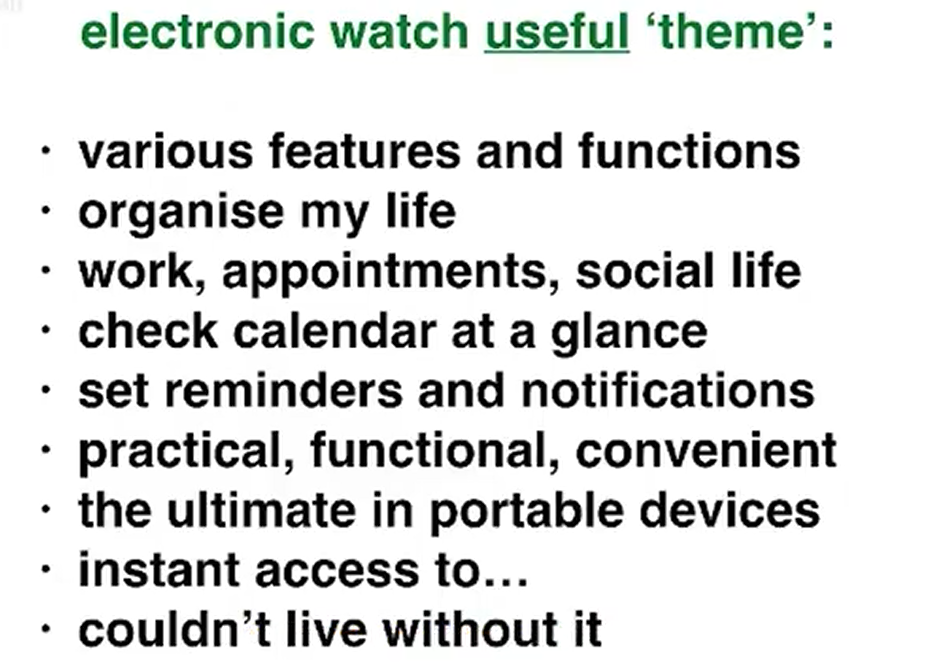 electronic watch useful ‘theme’:
· various features and functions
· organise my life
· work, appointments, social life
· check calendar at a glance
· set reminders and notifications
· practical, functional, convenient
· the ultimate in portable devices
· instant access to…
· couldn’t live without it